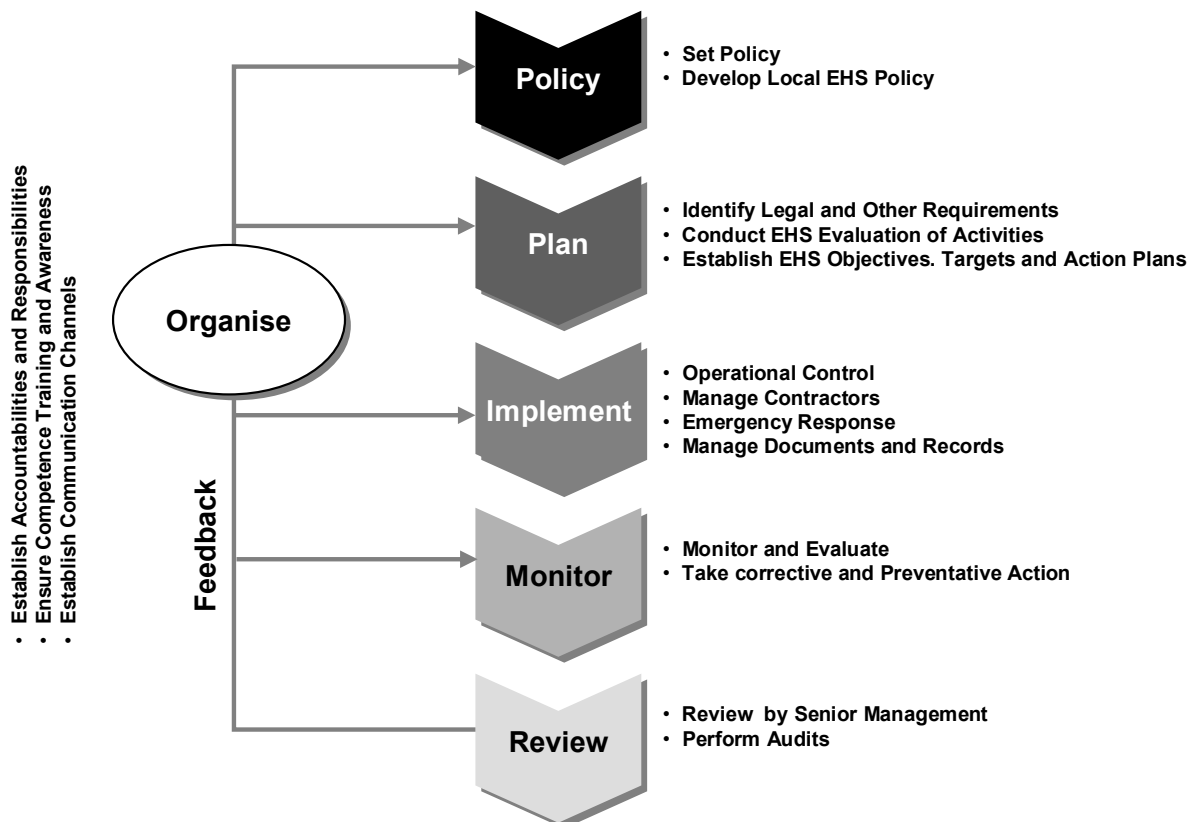 Policy
• Set Policy
• Develop Local EHS Policy
Plan
• Identify Legal and Other Requirements
• Conduct EHS Evaluation of Activities
• Establish EHS Objectives. Targets and Action Plans
Organise
• Establish Accountabilities and Responsibilities
• Ensure Competence Training and Awareness
• Establish Communication Channels
Implement
• Operational Control
• Manage Contractors
• Emergency Response
• Manage Documents and Records
Feedback
Monitor
• Monitor and Evaluate
• Take corrective and Preventative Action
Review
• Review by Senior Management
• Perform Audits